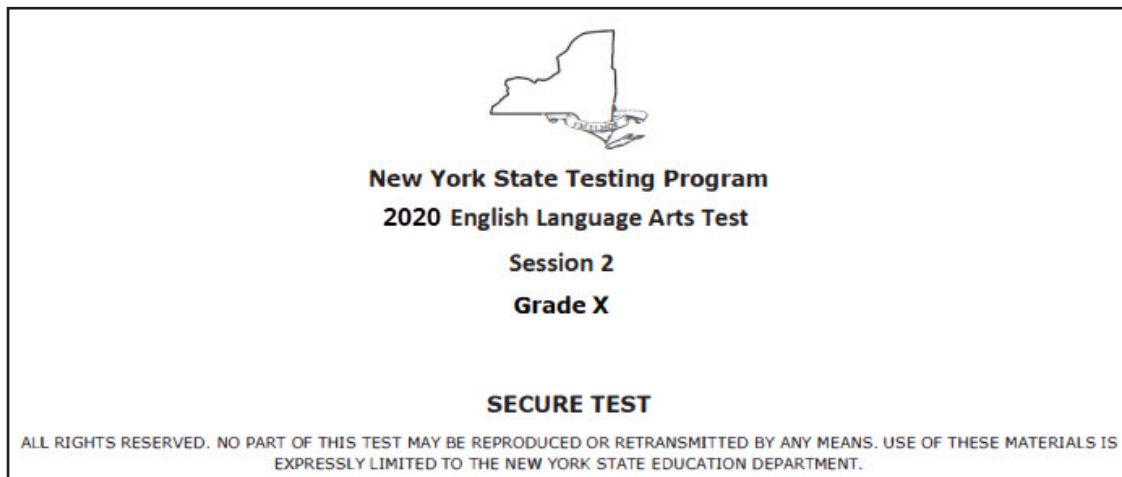 EXCELSIOR
New York State Testing Program
2020 English Language Arts Test
Session 2
Grade X
SECURE TEST
ALL RIGHTS RESERVED. NO PART OF THIS TEST MAY BE REPRODUCED OR RETRANSMITTED BY ANY MEANS. USE OF THESE MATERIALS IS
EXPRESSLY LIMITED TO THE NEW YORK STATE EDUCATION DEPARTMENT.